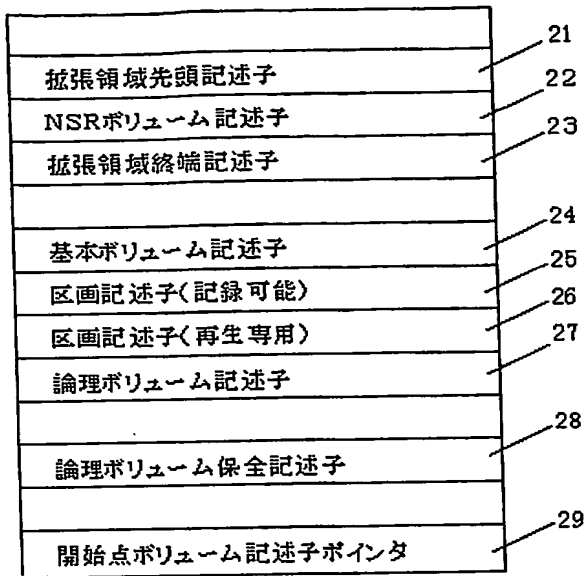 21
拡張領域先頭記述子
22
NSRボリューム記述子
23
拡張領域終端記述子
24
基本ボリューム記述子
25
区画記述子(記録可能)
26
区画記述子(再生専用)
27
論理ボリューム記述子
28
論理ボリューム保全記述子
29
開始点ボリューム記述子ポインタ